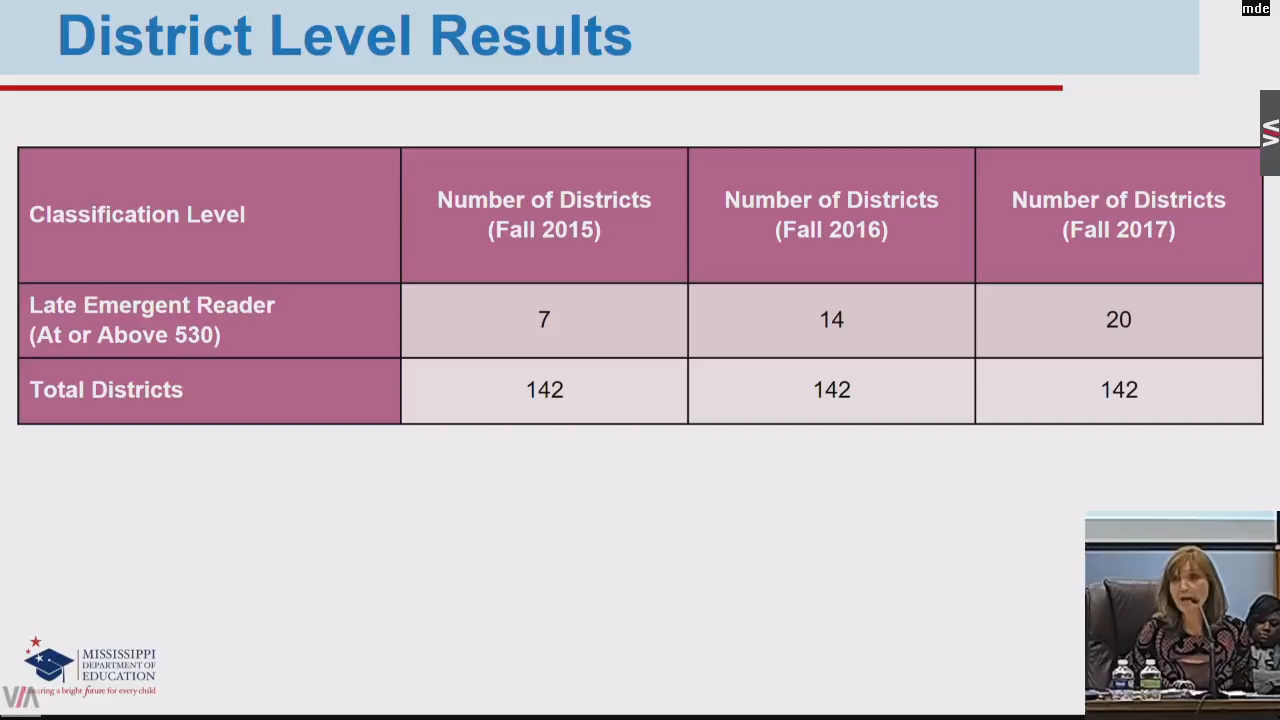 mde
District Level Results
VIA
Classification Level
Number of Districts
(Fall 2015)
Number of Districts
(Fall 2016)
Number of Districts
(Fall 2017)
Late Emergent Reader
(At or Above 530)
7
14
20
Total Districts
142
142
142
MISSISSIPPI
DEPARTMENT OF
EDUCATION
bright future for every child
VIA